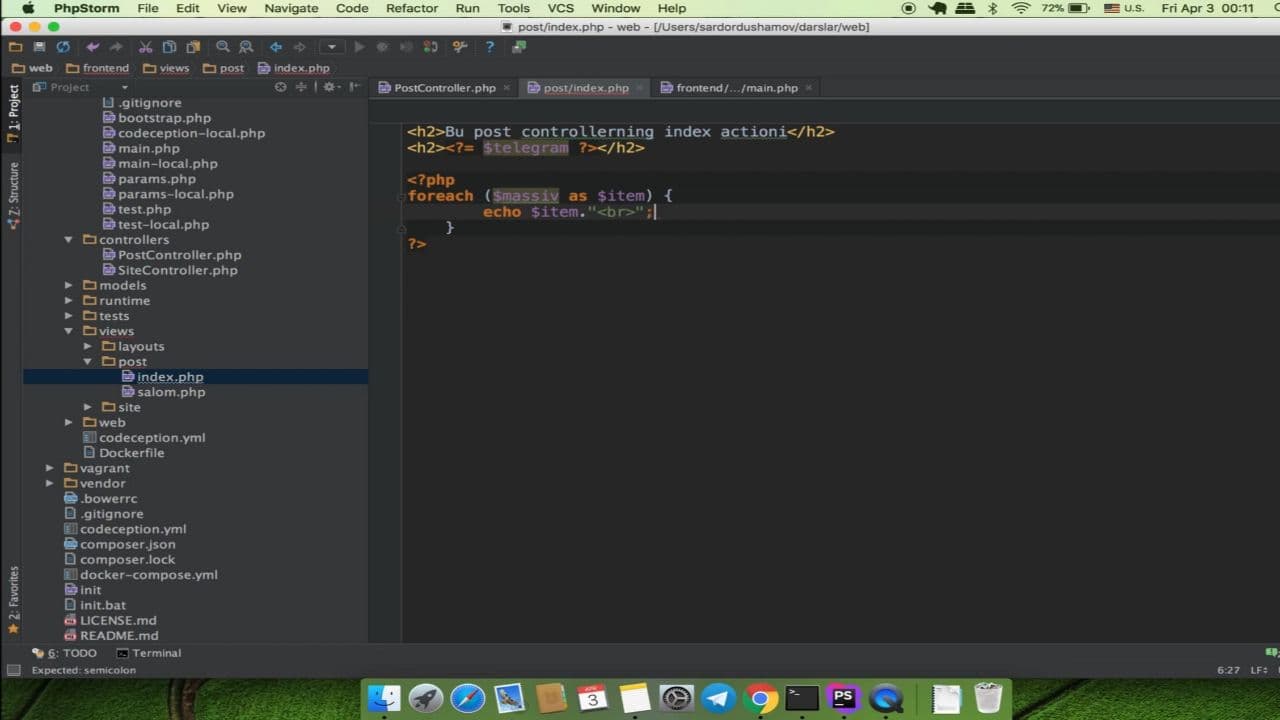 PhpStorm File Edit View Navigate Code Refactor Run Tools VCS Window Help 72% U.S. Fri Apr 3 00:11
post/index.php - web - [/Users/sardordushamov/darslar/web]
web frontend views post index.php
Project
PostController.php post/index.php frontend/.../main.php
1: Project
7: Structure
2: Favorites
.gitignore
bootstrap.php
codeception-local.php
main.php
main-local.php
params.php
params-local.php
test.php
test-local.php
controllers
PostController.php
SiteController.php
models
runtime
tests
views
layouts
post
index.php
salom.php
site
web
codeception.yml
Dockerfile
vagrant
vendor
.bowerrc
.gitignore
codeception.yml
composer.json
composer.lock
docker-compose.yml
init
init.bat
LICENSE.md
README.md
<h2>Bu post controllerning index actioni</h2>
<h2><?= $telegram ?></h2>
<?php
foreach ($massiv as $item) {
echo $item."<br>";
}
?>
6: TODO Terminal
Expected: semicolon
6:27 LF
APR
3
PS